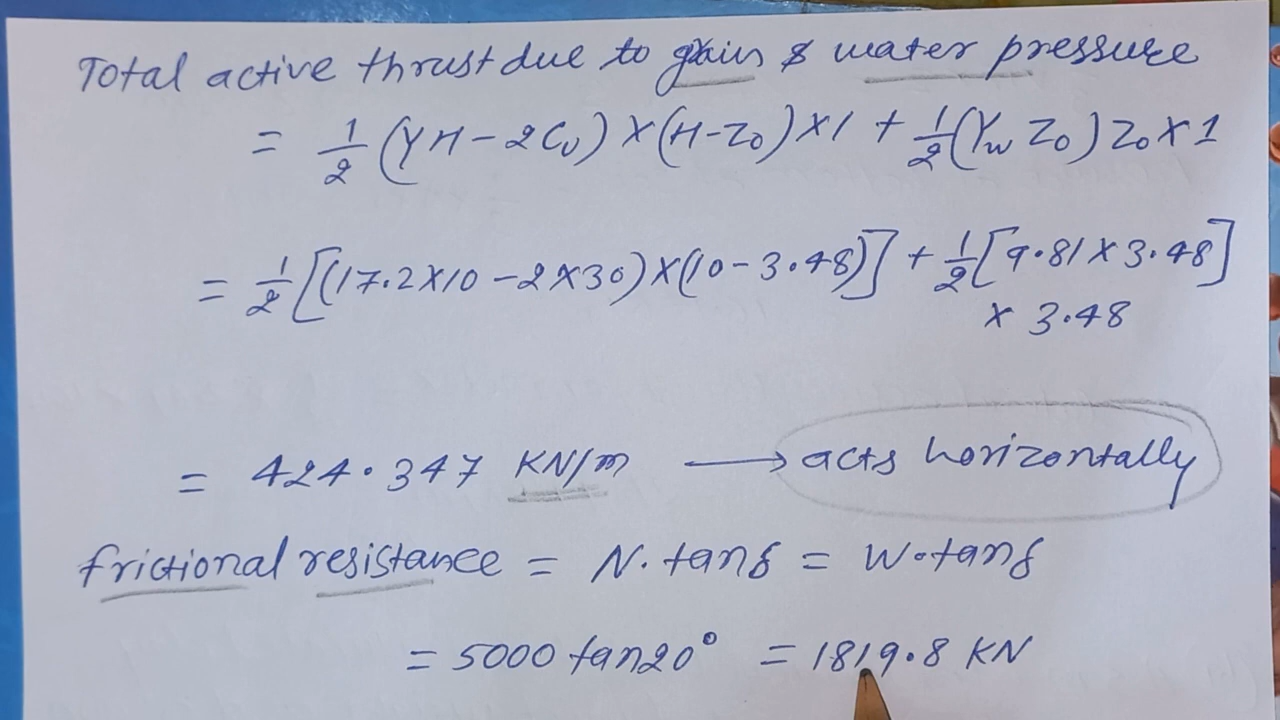 Total active thrust due to gain & water pressure
= 1/2 (γH - 2Cu) × (H-Z0) × 1 + 1/2 (γw Z0) Z0 × 1
= 1/2 [(17.2×10 - 2×30) × (10-3.48)] + 1/2 [9.81 × 3.48]
× 3.48
= 424.347 KN/m → acts horizontally
frictional resistance = N. tanδ = W. tanδ
= 5000 tan20° = 1819.8 KN